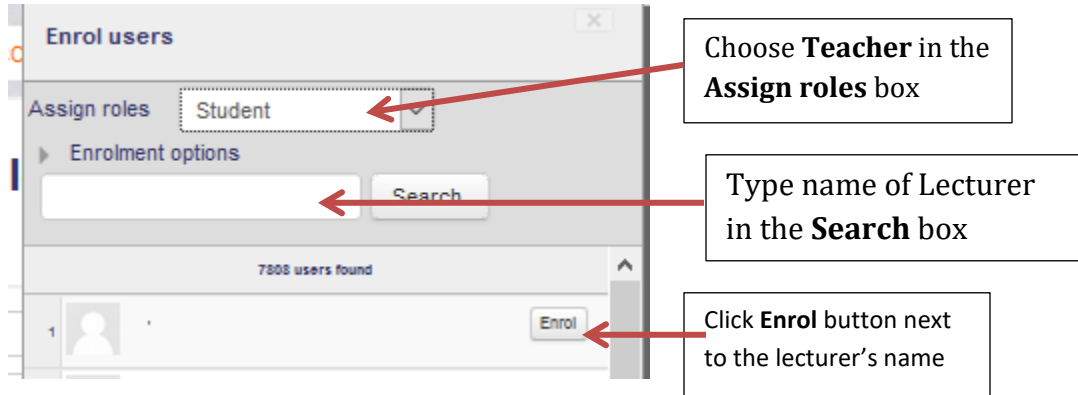 Enrol users
Choose Teacher in the
Assign roles box
Assign roles
Student
Enrolment options
Search
Type name of Lecturer
in the Search box
7808 users found
1
Enrol
Click Enrol button next
to the lecturer's name